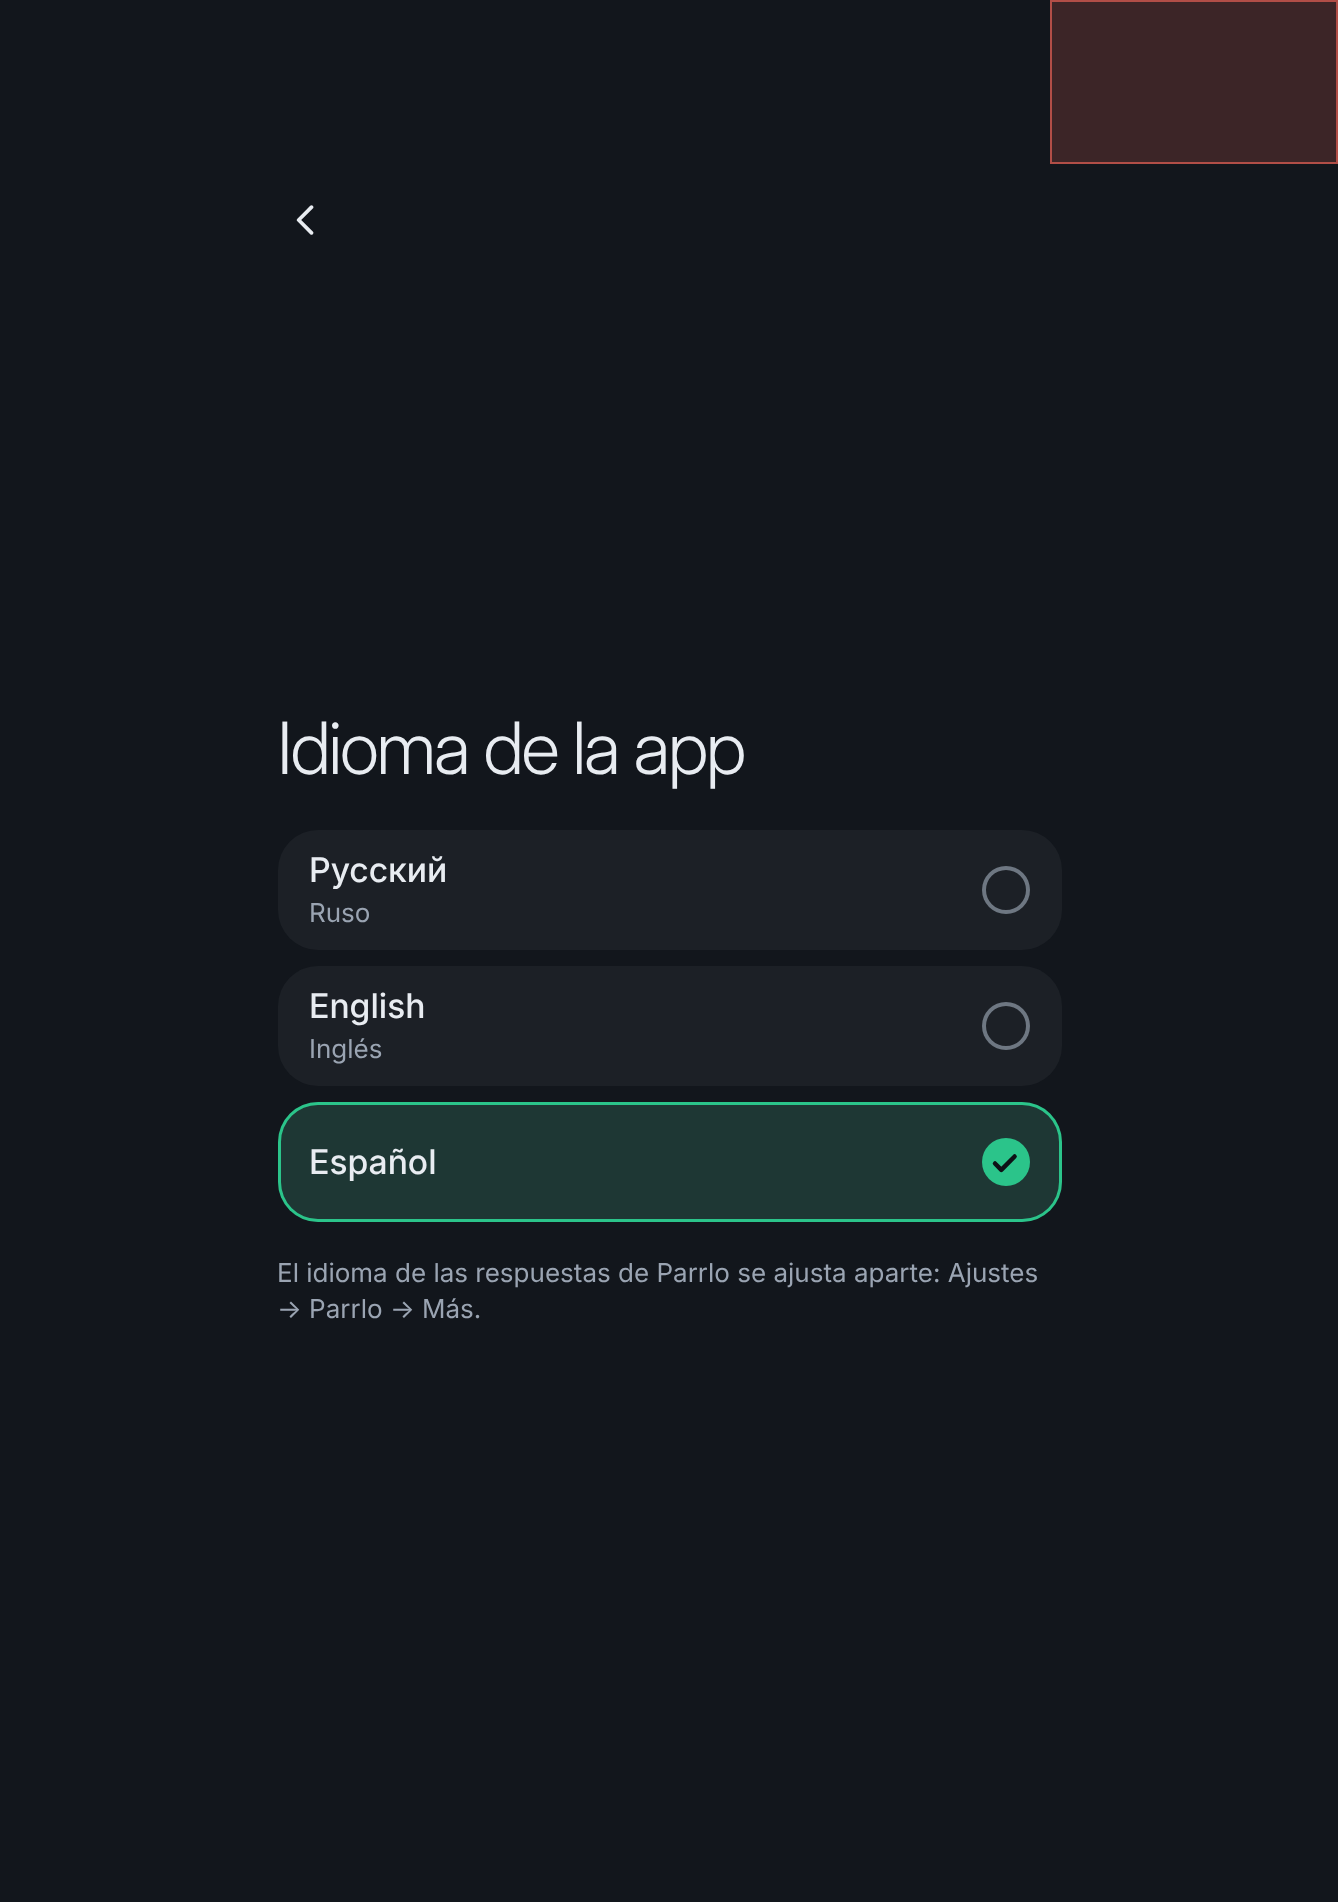 Idioma de la app
Русский
Ruso
English
Inglés
Español
El idioma de las respuestas de Parrlo se ajusta aparte: Ajustes
→ Parrlo → Más.